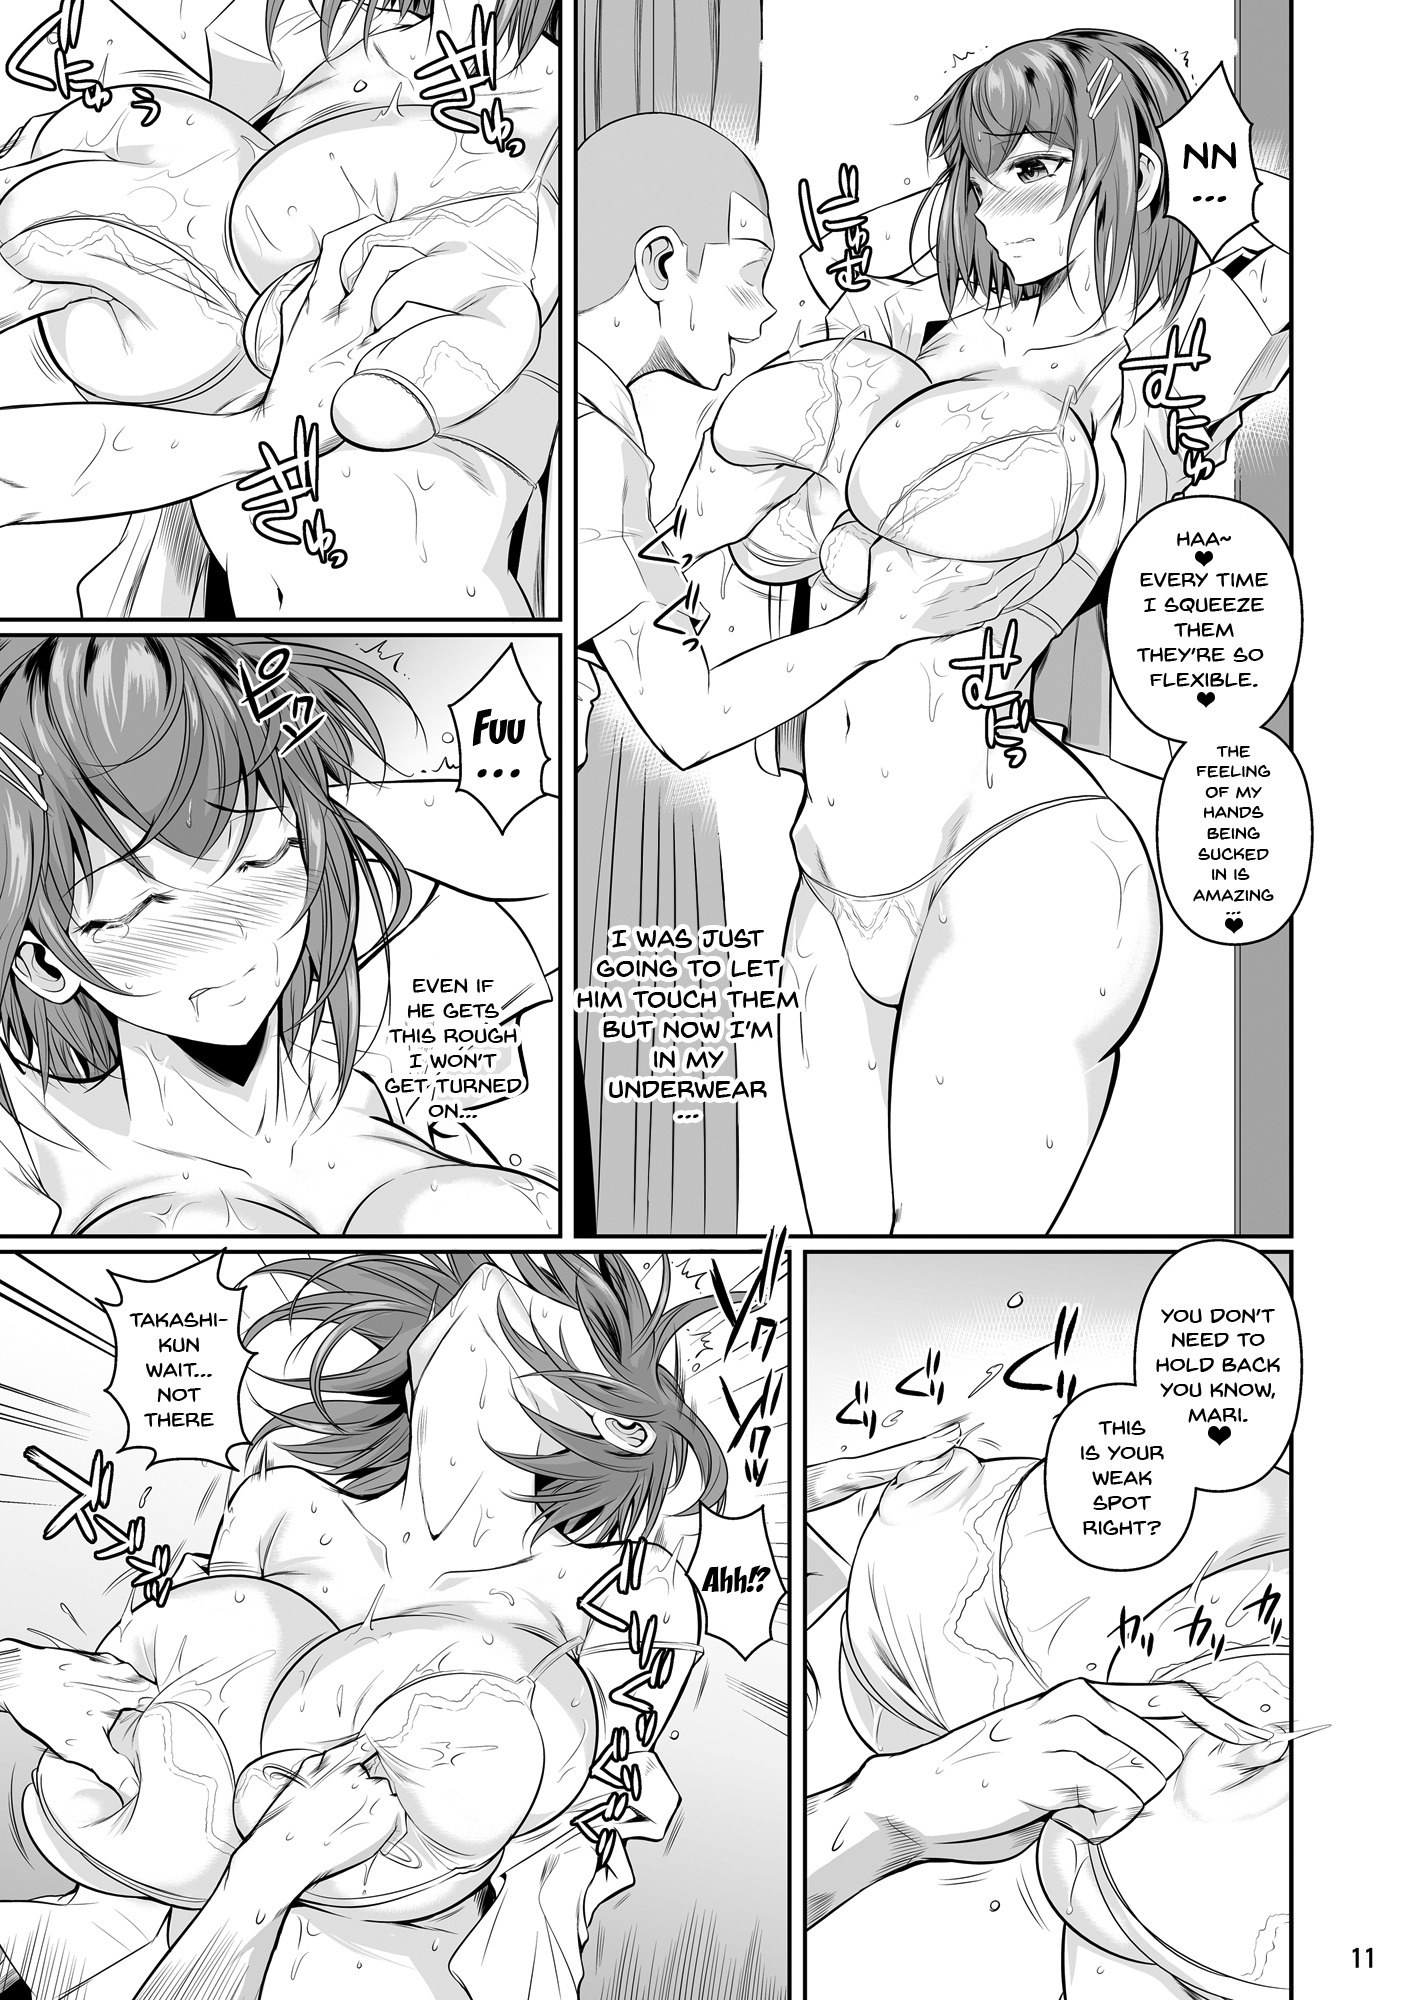 NN
...
HAA~
♥
EVERY TIME
I SQUEEZE
THEM
THEY'RE SO
FLEXIBLE.
♥
THE
FEELING
OF MY
HANDS
BEING
SUCKED
IN IS
AMAZING
...
♥
I WAS JUST
GOING TO LET
HIM TOUCH THEM
BUT NOW I'M
IN MY
UNDERWEAR
...
FUU
...
EVEN IF
HE GETS
THIS ROUGH
I WON'T
GET TURNED
ON...
YOU DON'T
NEED TO
HOLD BACK
YOU KNOW,
MARI.
♥
THIS
IS YOUR
WEAK
SPOT
RIGHT?
Ahh!?
TAKASHI-
KUN
WAIT...
NOT
THERE
11